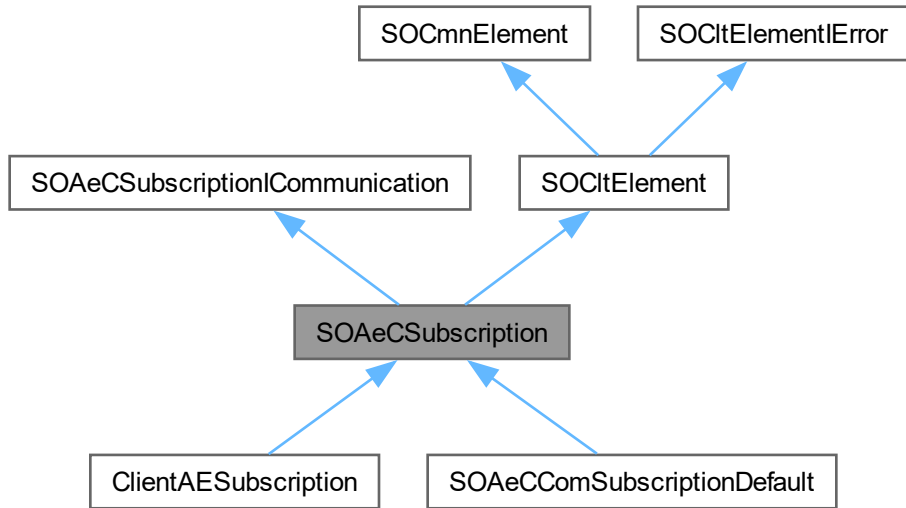 SOCmnElement
SOCltElementIError
SOAeCSubscriptionICommunication
SOCltElement
SOAeCSubscription
ClientAESubscription
SOAeCComSubscriptionDefault